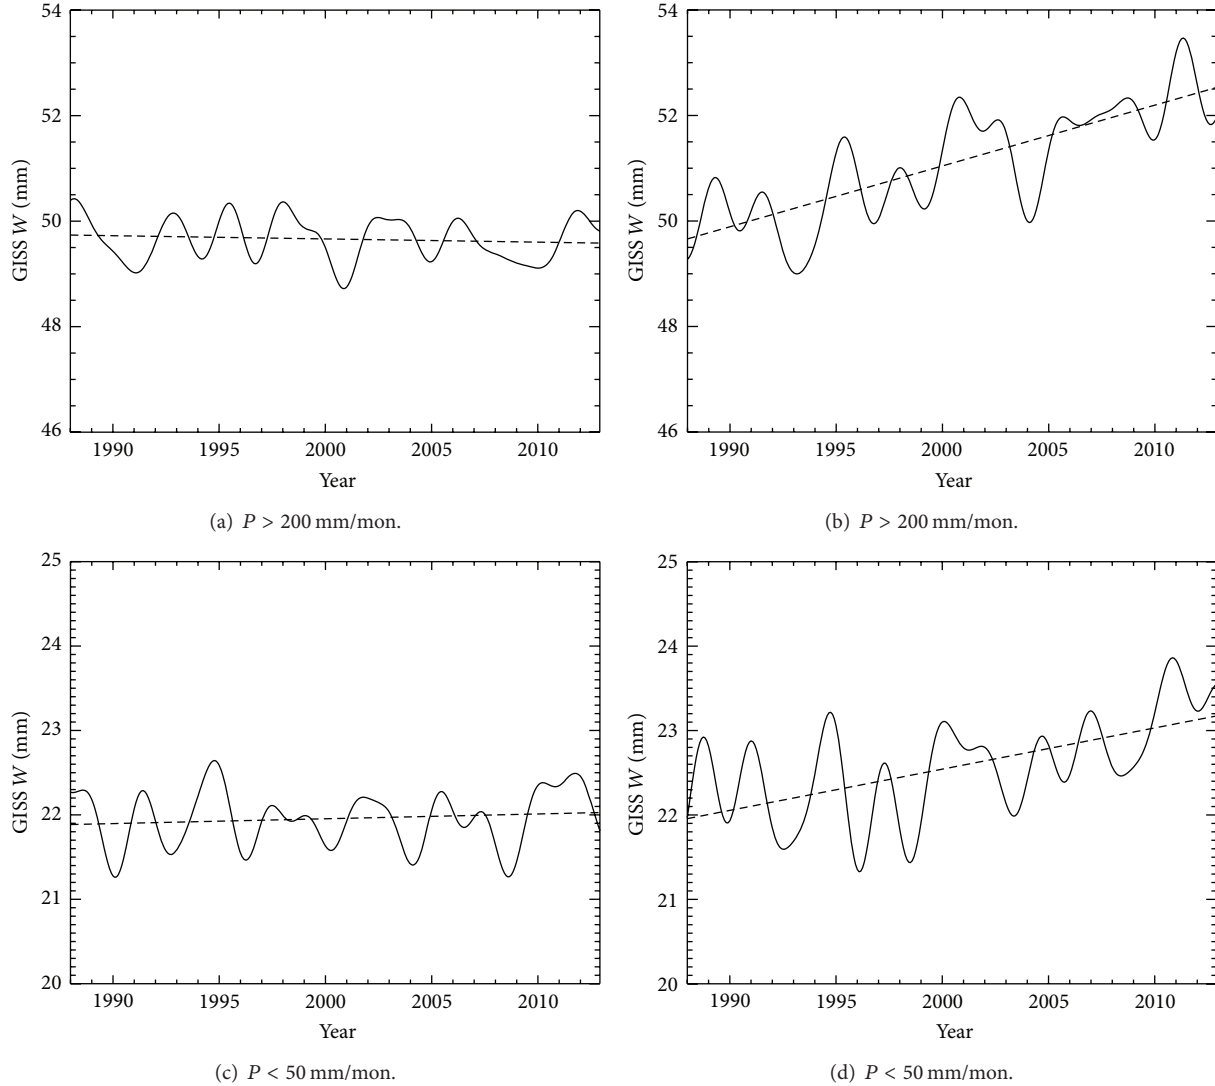 54
52
50
48
46
GISS W (mm)
1990 1995 2000 2005 2010
Year
(a) P > 200 mm/mon.
54
52
50
48
46
GISS W (mm)
1990 1995 2000 2005 2010
Year
(b) P > 200 mm/mon.
25
24
23
22
21
20
GISS W (mm)
1990 1995 2000 2005 2010
Year
(c) P < 50 mm/mon.
25
24
23
22
21
20
GISS W (mm)
1990 1995 2000 2005 2010
Year
(d) P < 50 mm/mon.